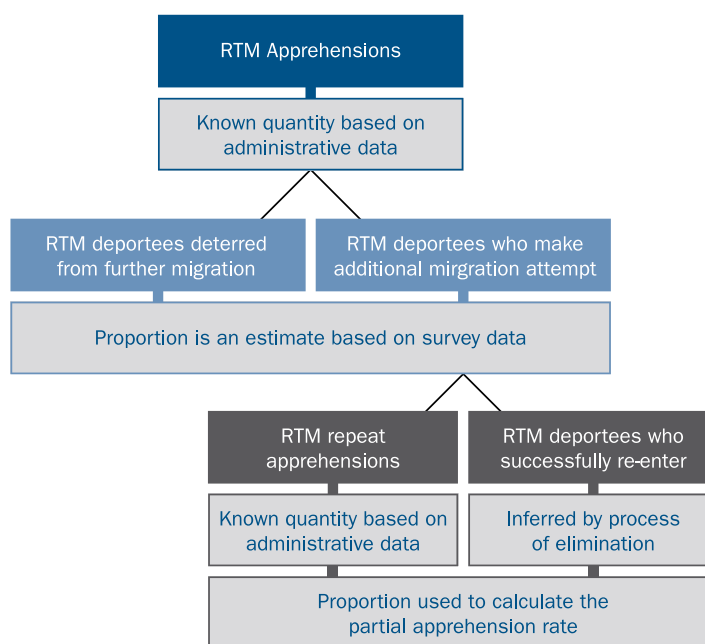 RTM Apprehensions
Known quantity based on
administrative data
RTM deportees deterred
from further migration
RTM deportees who make
additional mirgration attempt
Proportion is an estimate based on survey data
RTM repeat
apprehensions
RTM deportees who
successfully re-enter
Known quantity based on
administrative data
Inferred by process
of elimination
Proportion used to calculate the
partial apprehension rate